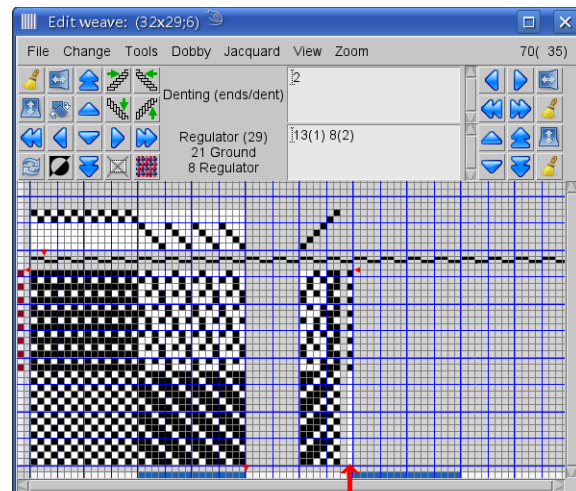 Edit weave: (32x29;6)
File Change Tools Dobby Jacquard View Zoom 70( 35)
Denting (ends/dent)
2
Regulator (29)
21 Ground
8 Regulator
13(1) 8(2)